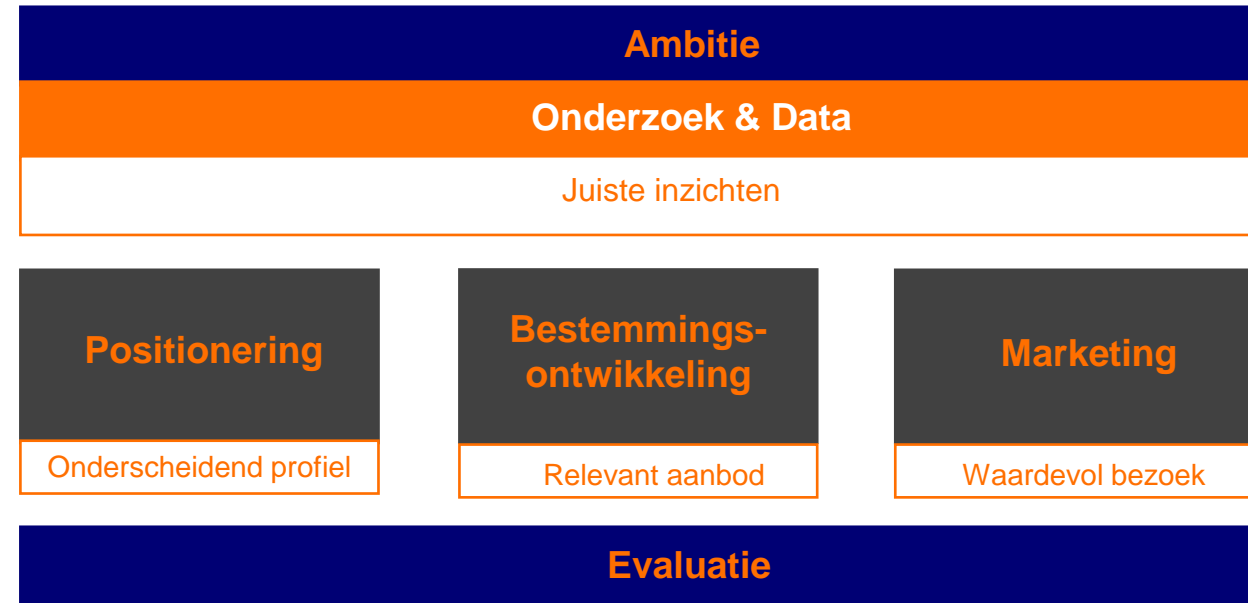 Ambitie
Onderzoek & Data
Juiste inzichten
Positionering
Onderscheidend profiel
Bestemmings-
ontwikkeling
Relevant aanbod
Marketing
Waardevol bezoek
Evaluatie